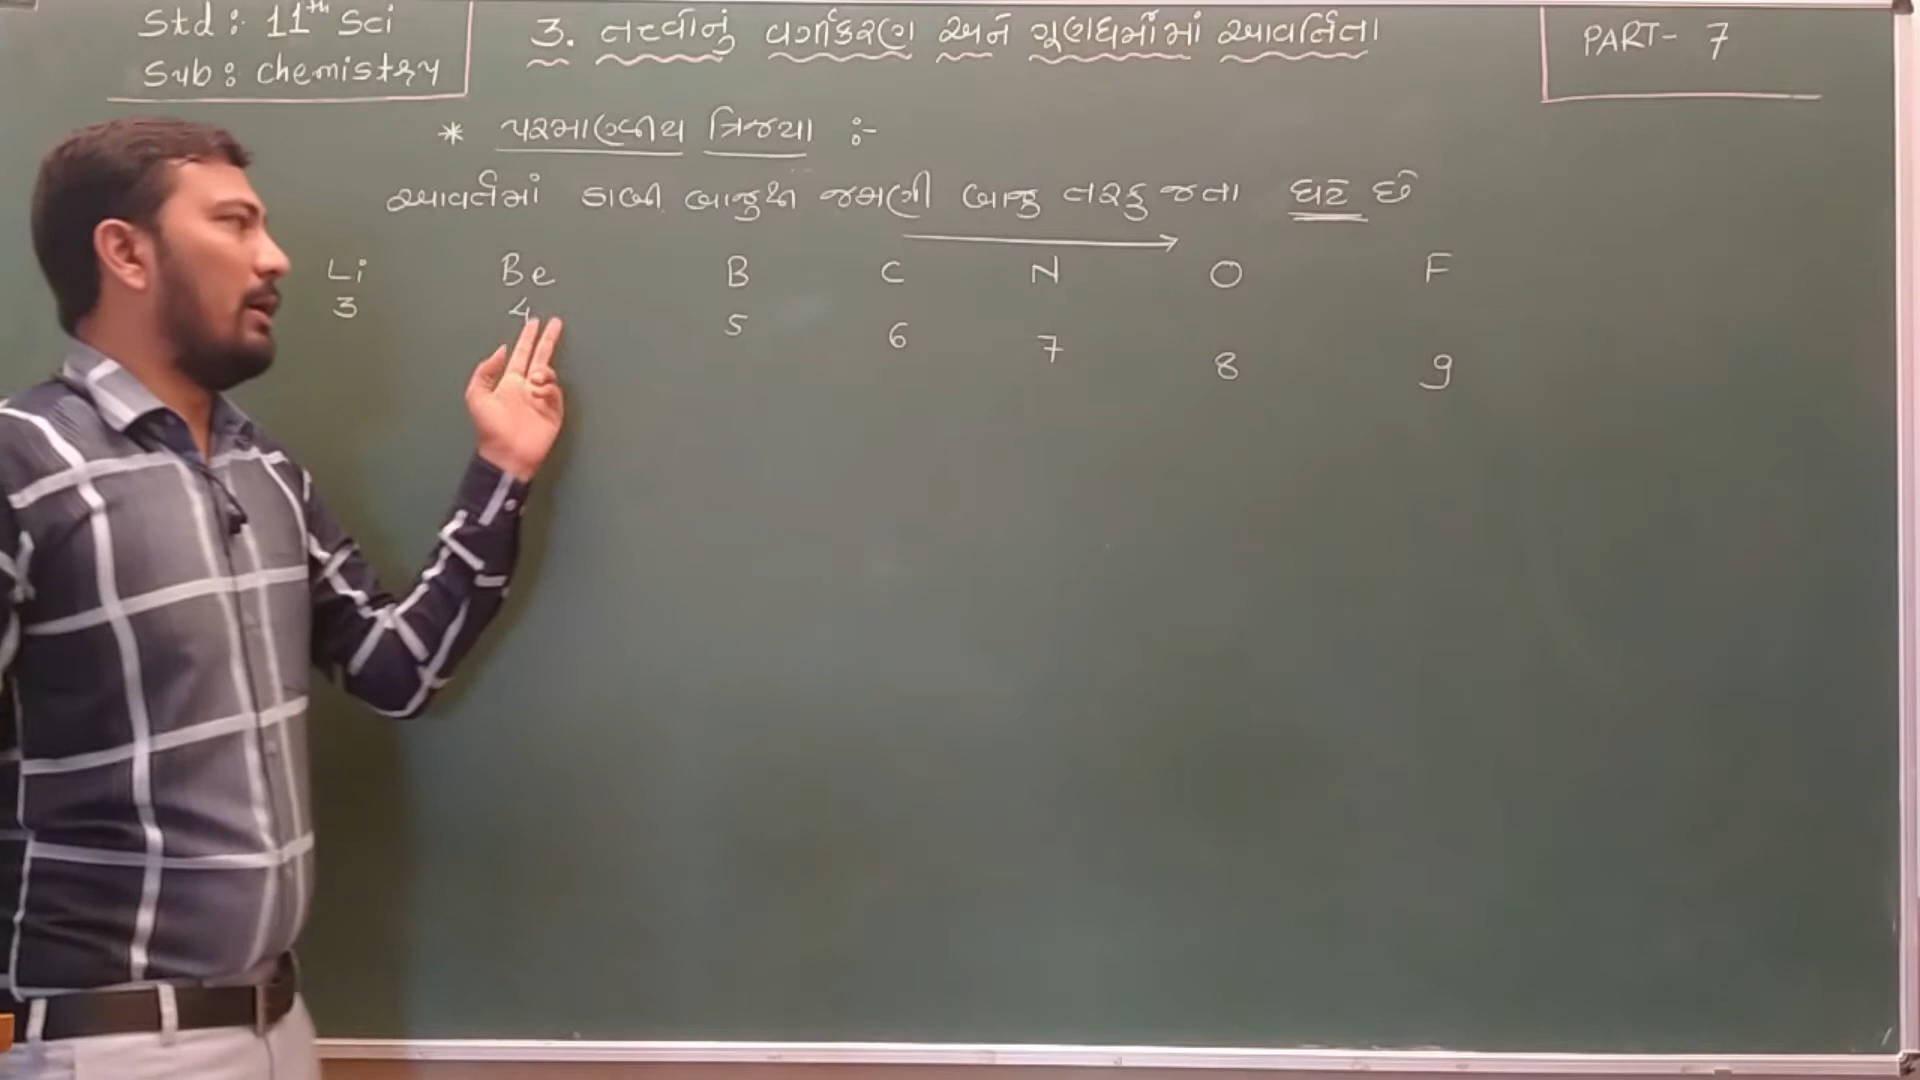 Std : 11th Sci
Sub : chemistry
3. તત્વોનું વર્ગીકરણ અને ગુણધર્મોમાં આવર્તિતા
PART- 7
* પરમાણ્વીય ત્રિજ્યા :-
આવર્તમાં ડાબી બાજુથી જમણી બાજુ તરફ જતા ઘટે છે
Li Be B C N O F
3 4 5 6 7 8 9